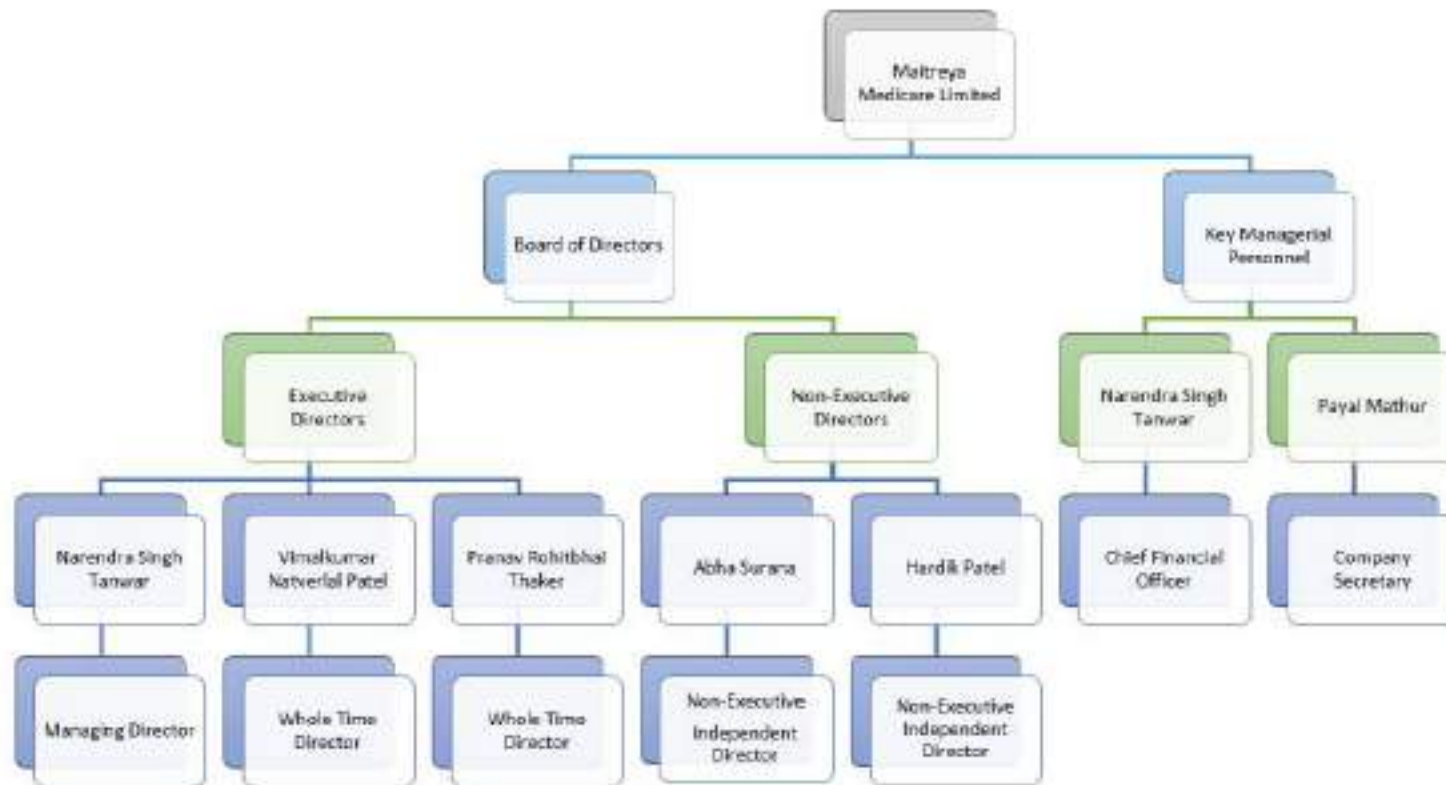 Maitreya
Medicare Limited
Board of Directors
Key Managerial
Personnel
Executive
Directors
Non-Executive
Directors
Narendra Singh
Tanwar
Payal Mathur
Narendra Singh
Tanwar
Vimalkumar
Natverlal Patel
Pranav Rohitbhai
Thaker
Abha Surana
Hardik Patel
Chief Financial
Officer
Company
Secretary
Managing Director
Whole Time
Director
Whole Time
Director
Non-Executive
Independent
Director
Non-Executive
Independent
Director